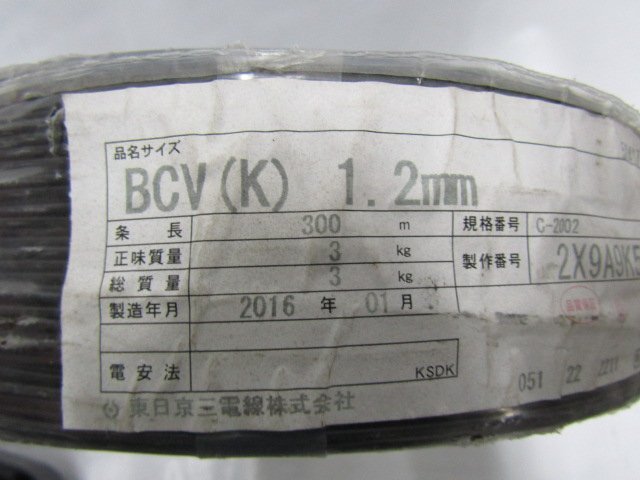 品名サイズ
BCV(K) 1.2mm
条長 300 m 規格番号 C-2002
正味質量 3 kg 製作番号 2X9A9K5
総質量 3 kg
製造年月 2016 年 01 月
電安法 KSDK
051 22 2211
東日京三電線株式会社